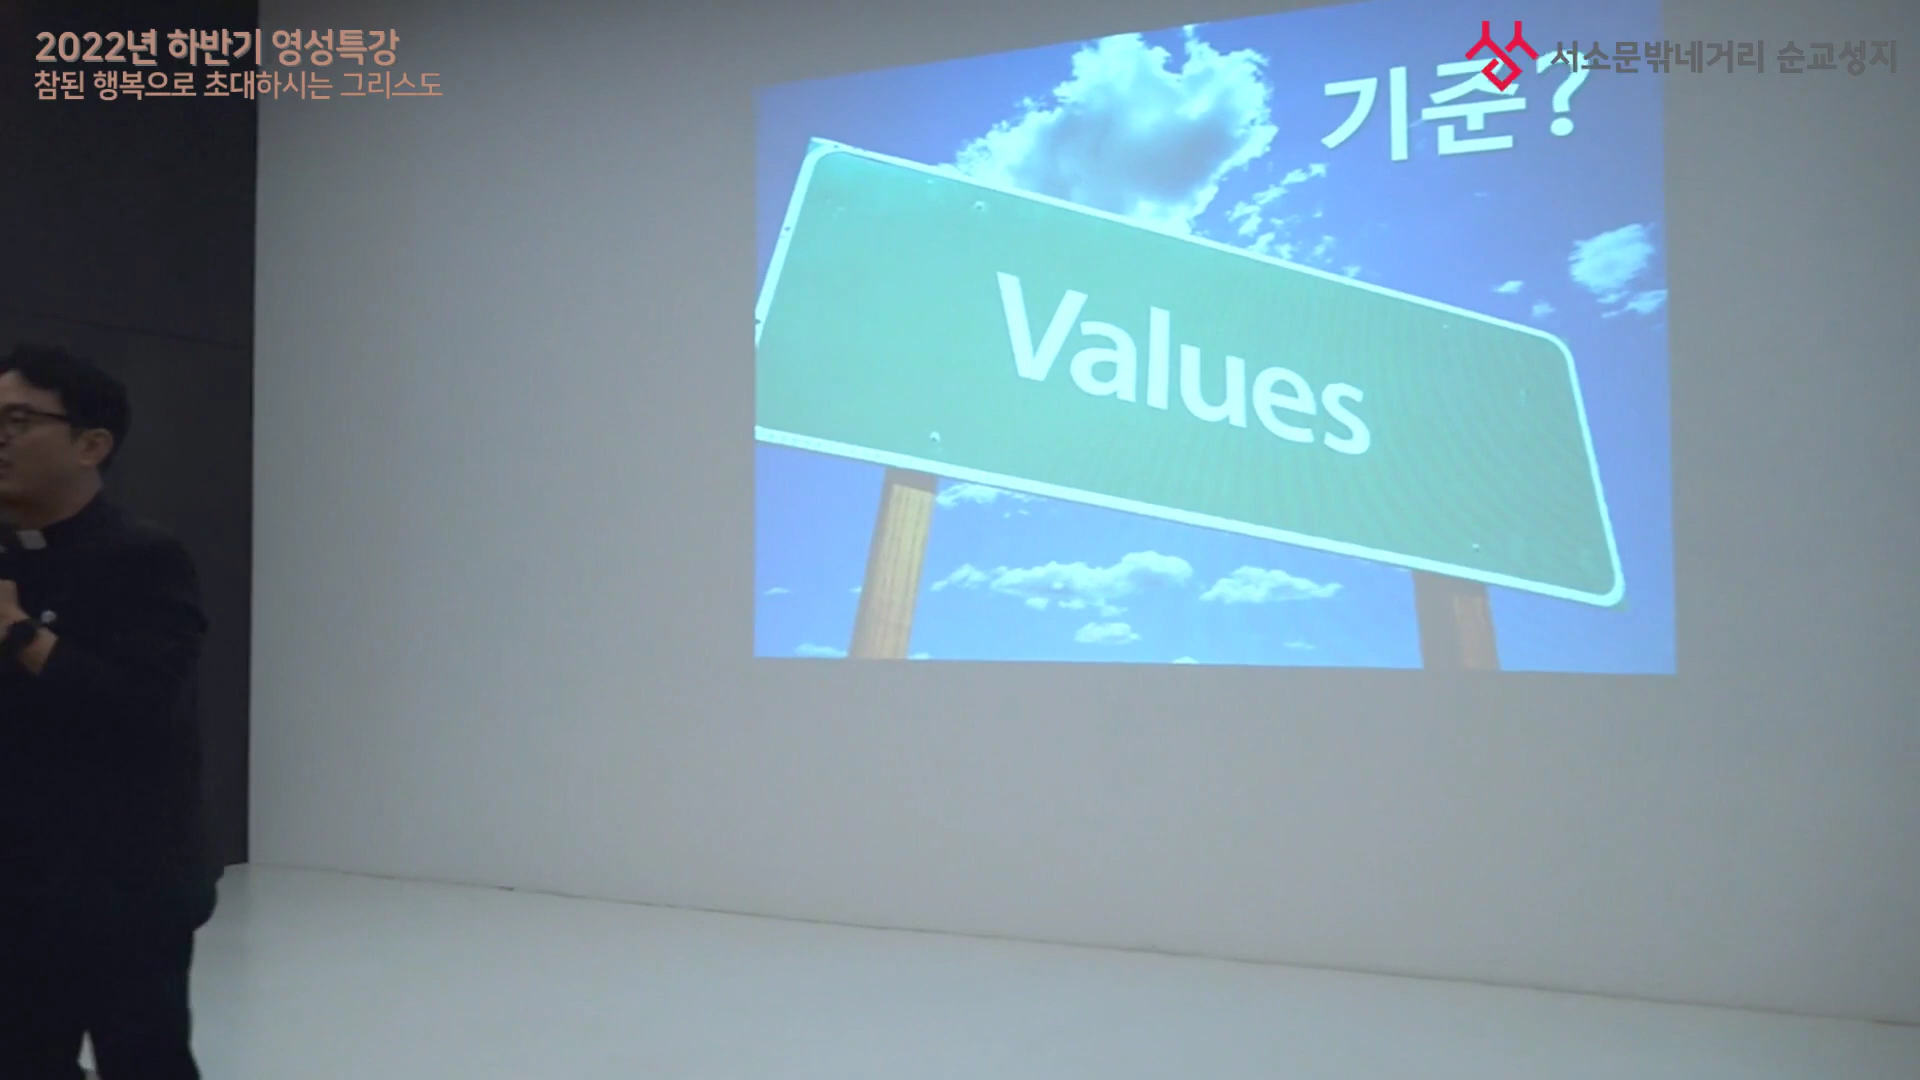 2022년 하반기 영성특강
참된 행복으로 초대하시는 그리스도
서소문밖네거리 순교성지
기준?
Values